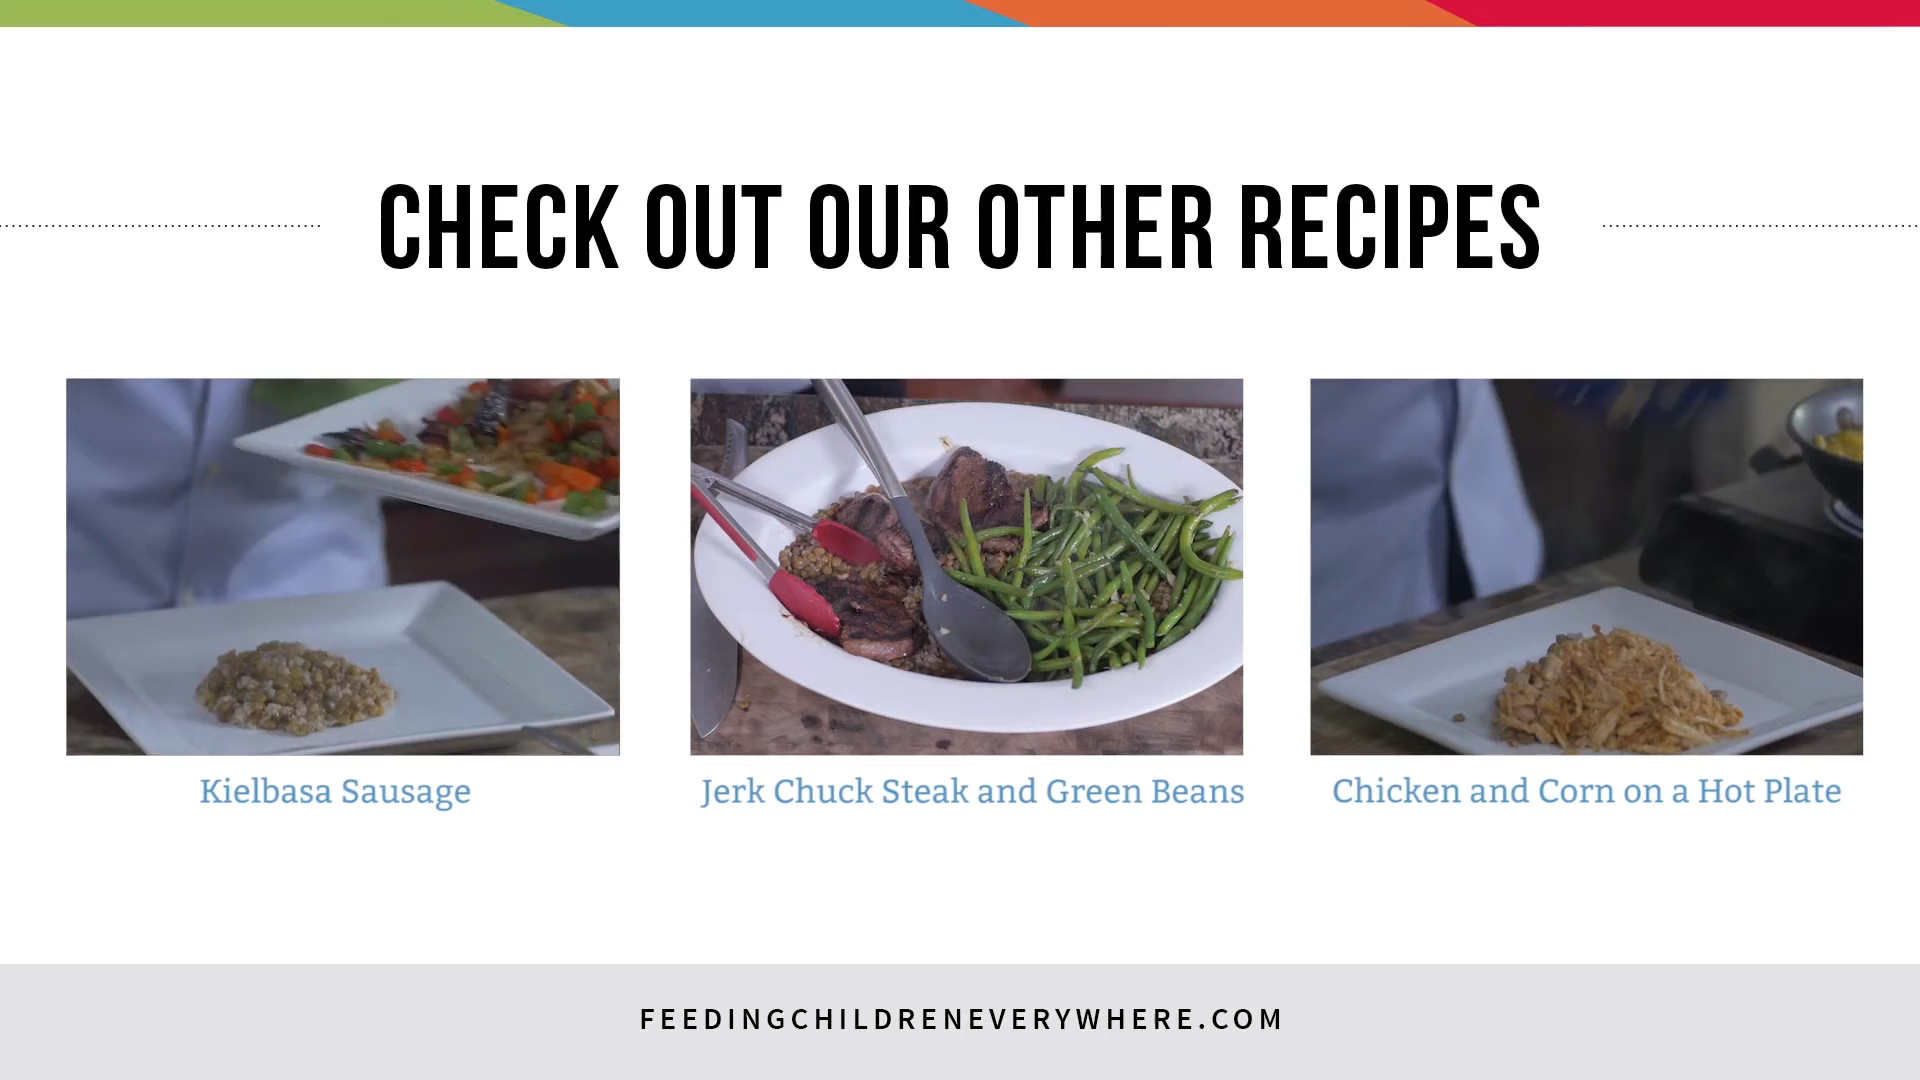 CHECK OUT OUR OTHER RECIPES
Kielbasa Sausage
Jerk Chuck Steak and Green Beans
Chicken and Corn on a Hot Plate
FEEDINGCHILDRENEVERYWHERE.COM